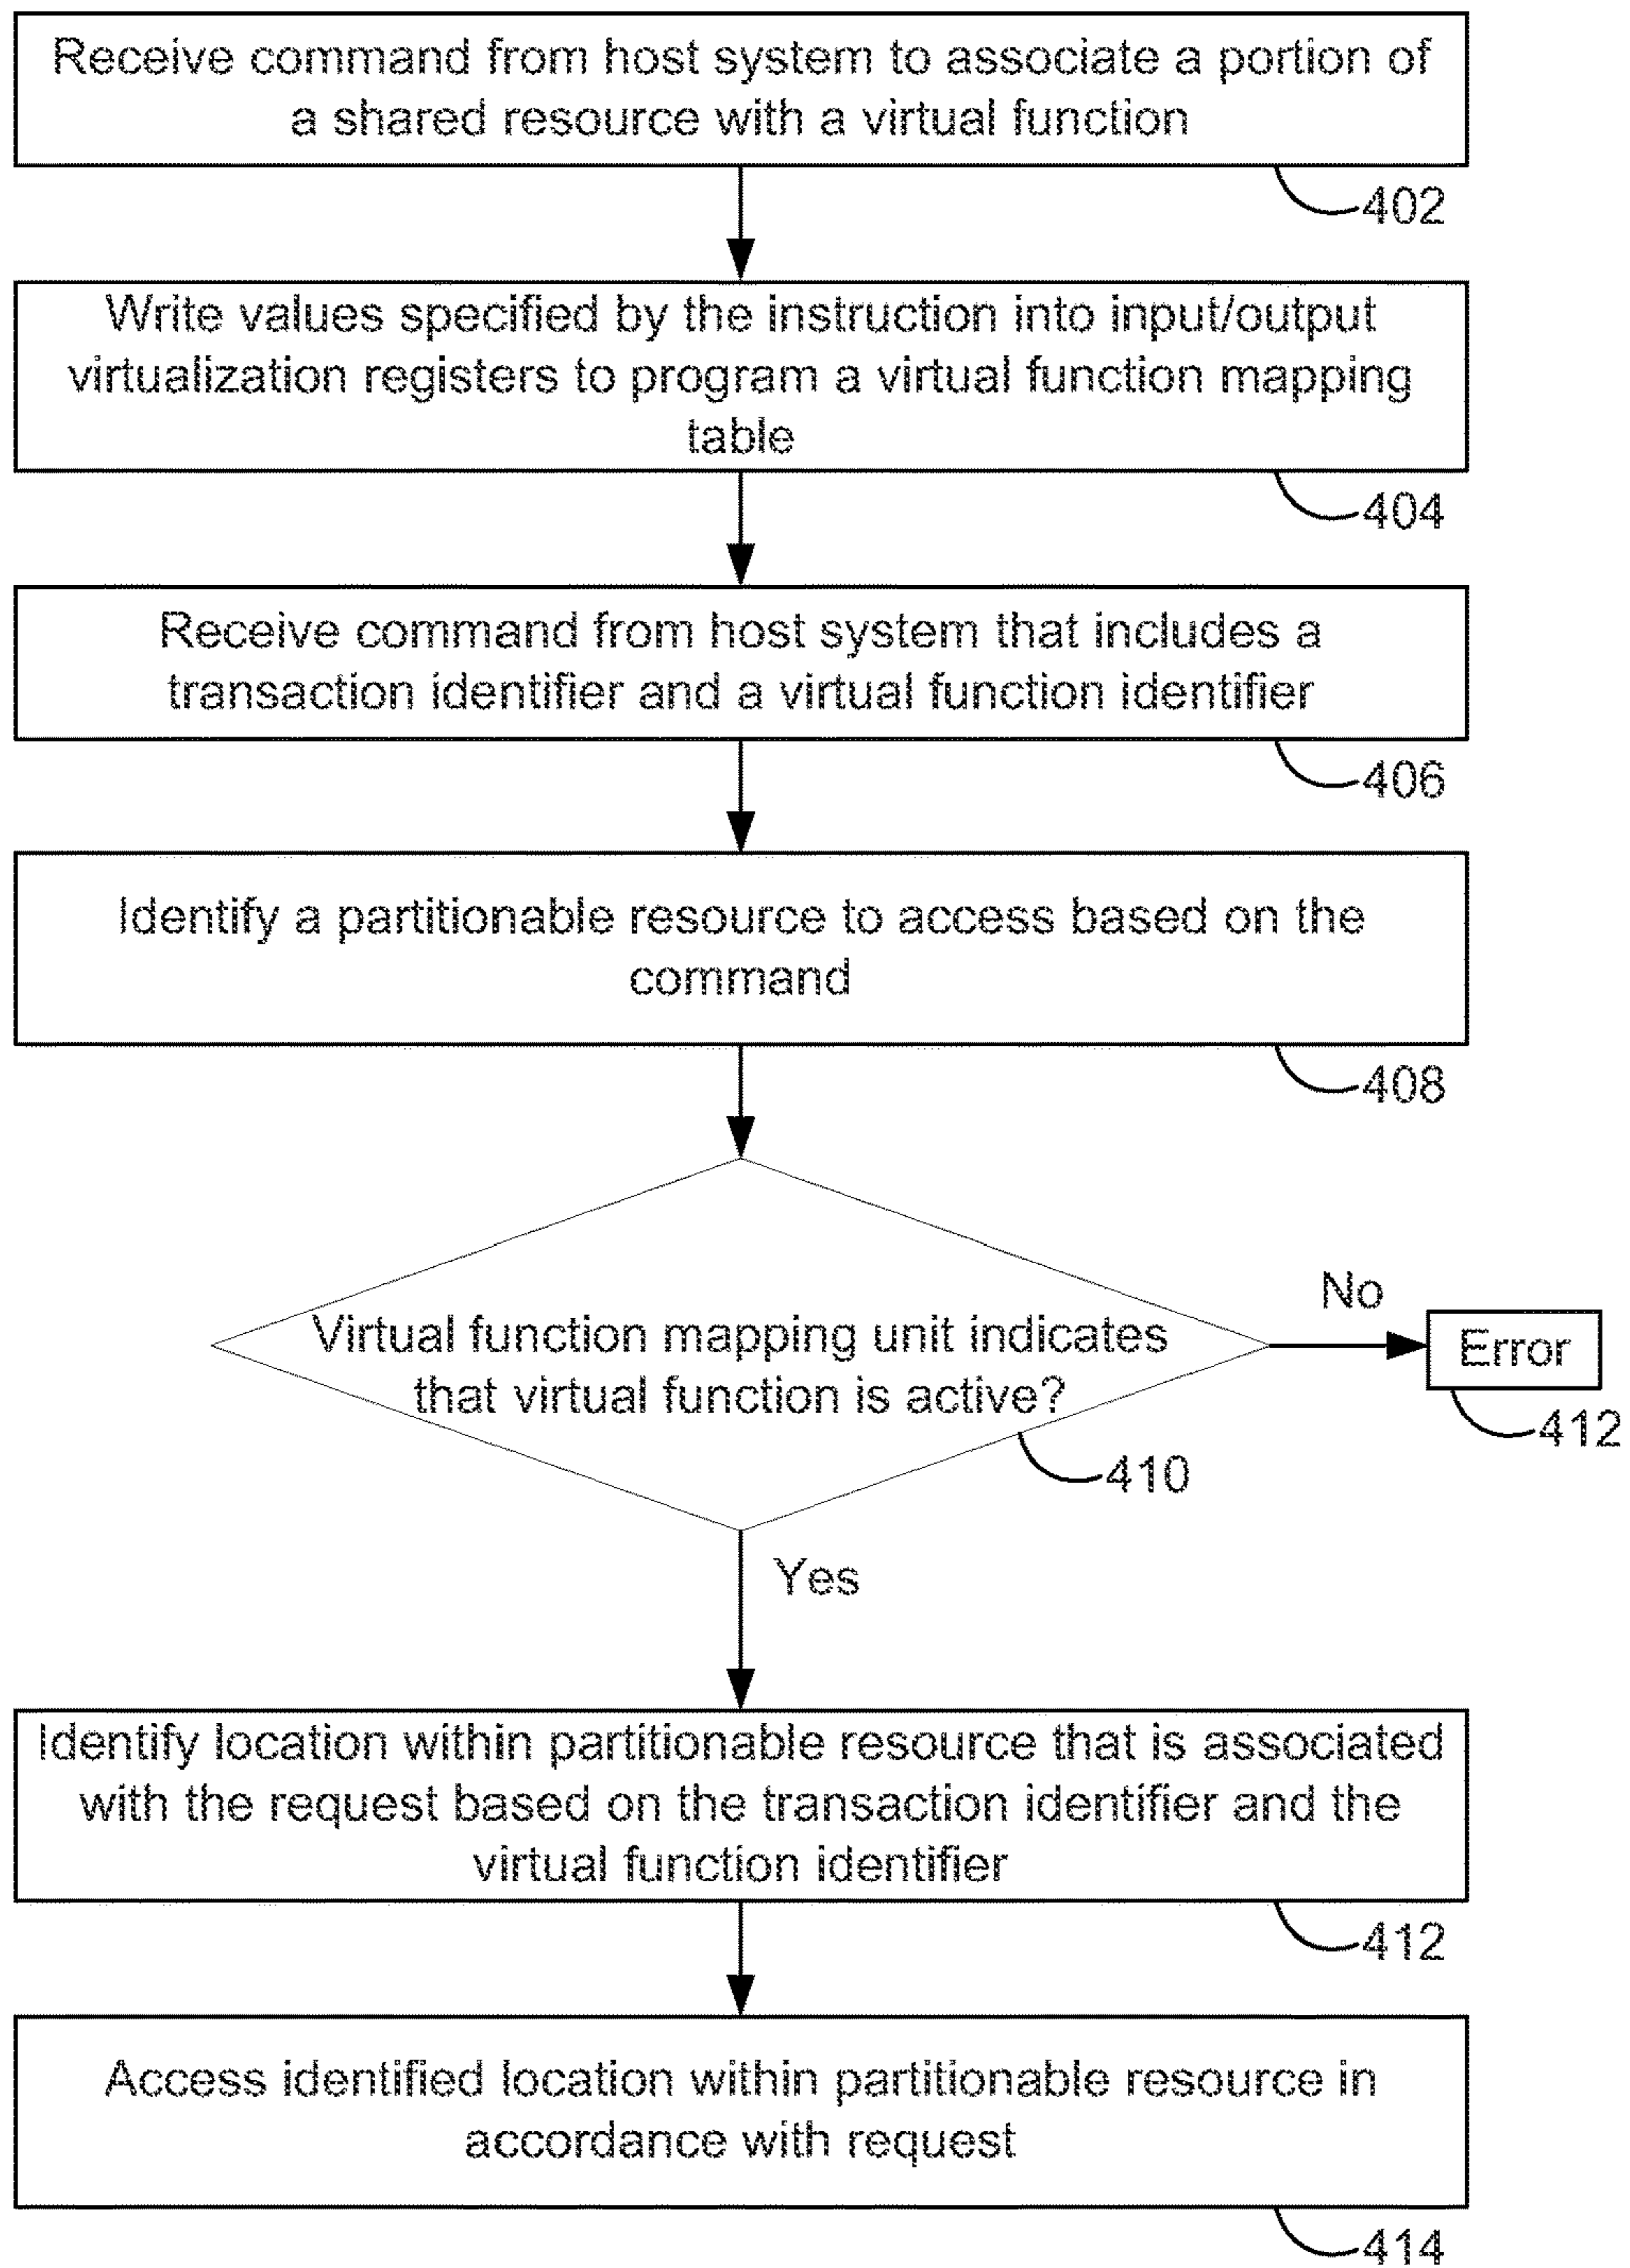 Receive command from host system to associate a portion of
a shared resource with a virtual function
402
Write values specified by the instruction into input/output
virtualization registers to program a virtual function mapping
table
404
Receive command from host system that includes a
transaction identifier and a virtual function identifier
406
Identify a partitionable resource to access based on the
command
408
Virtual function mapping unit indicates
that virtual function is active?
410
No
Error
412
Yes
Identify location within partitionable resource that is associated
with the request based on the transaction identifier and the
virtual function identifier
412
Access identified location within partitionable resource in
accordance with request
414